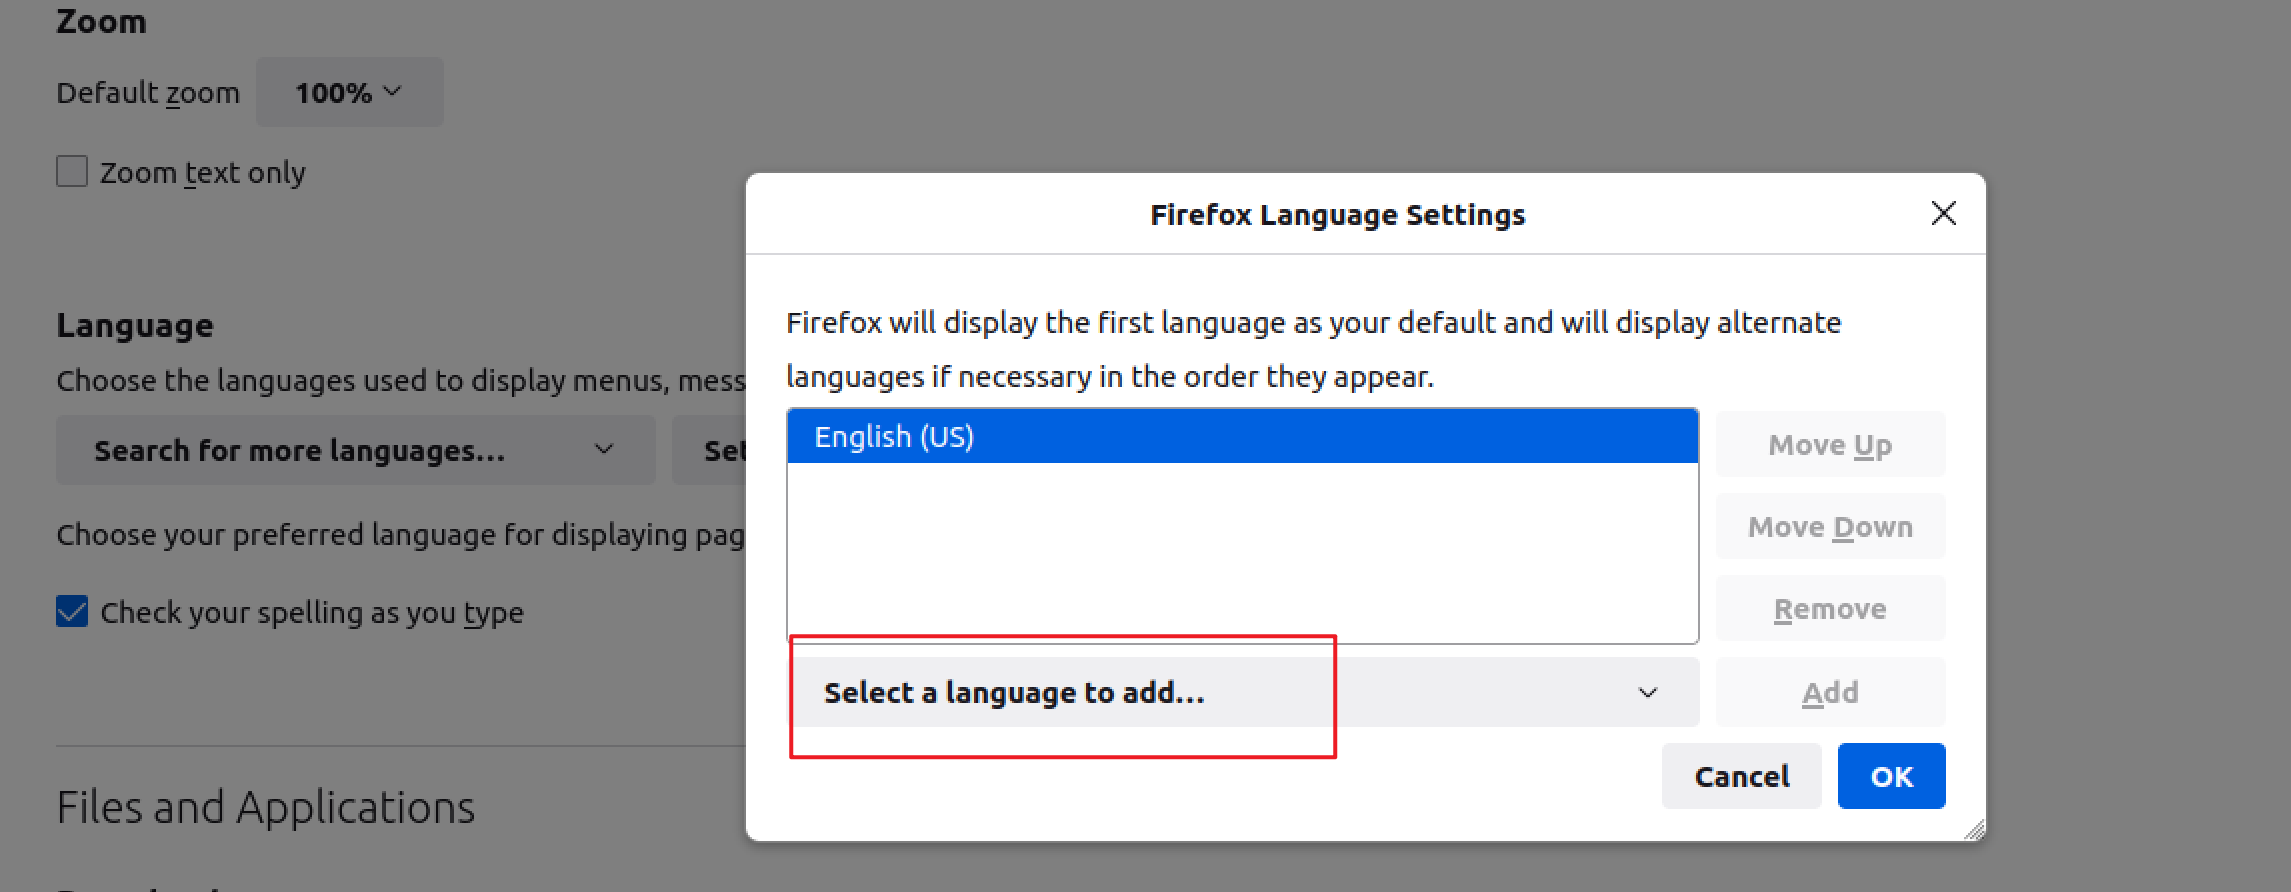 Zoom
Default zoom 100%
Zoom text only
Language
Choose the languages used to display menus, mess
Search for more languages...
Set
Choose your preferred language for displaying pag
Check your spelling as you type
Files and Applications
Firefox Language Settings
Firefox will display the first language as your default and will display alternate
languages if necessary in the order they appear.
English (US)
Move Up
Move Down
Remove
Select a language to add...
Add
Cancel
OK